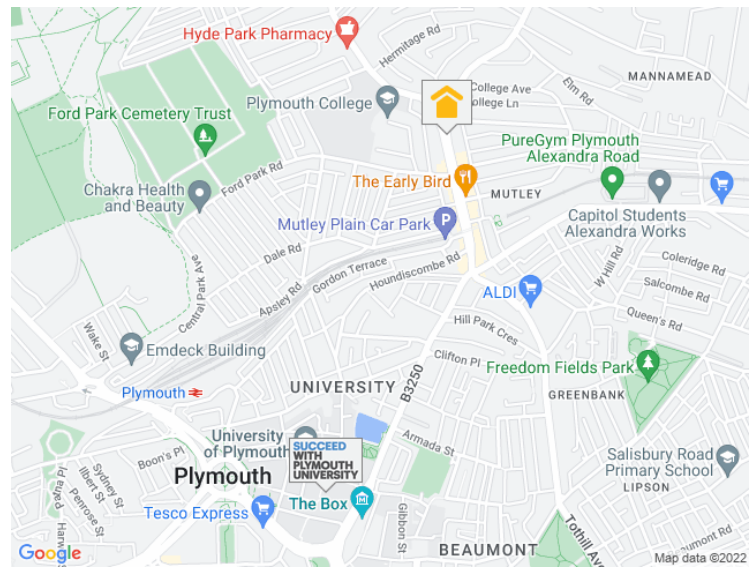 Hyde Park Pharmacy
Hermitage Rd
College Ave
College Ln
Elm Rd
MANNAMEAD
Plymouth College
Ford Park Cemetery Trust
PureGym Plymouth
Alexandra Road
Ford Park Rd
The Early Bird
MUTLEY
Chakra Health
and Beauty
Mutley Plain Car Park
P
Capitol Students
Alexandra Works
Dale Rd
Gordon Terrace
Houndiscombe Rd
W Hill Rd
Coleridge Rd
Salcombe Rd
Central Park Ave
Apsley Rd
ALDI
Queen's Rd
Wake St
Hill Park Cres
Emdeck Building
Clifton Pl
Freedom Fields Park
Plymouth
UNIVERSITY
B3250
GREENBANK
University
of Plymouth
SUCCEED
WITH
PLYMOUTH
UNIVERSITY
Armada St
Boon's Pl
Salisbury Road
Primary School
LIPSON
Plymouth
Payna Pl
Sydney St
Ilbert St
Penrose St
The Box
Tesco Express
Gibbon St
Tothill Ave
BEAUMONT
Google
Map data ©2022